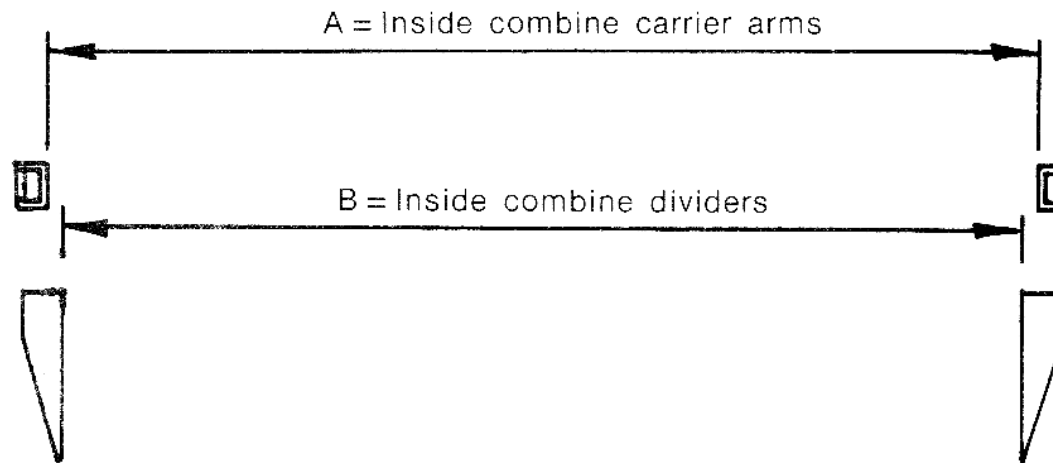 A = Inside combine carrier arms
B = Inside combine dividers